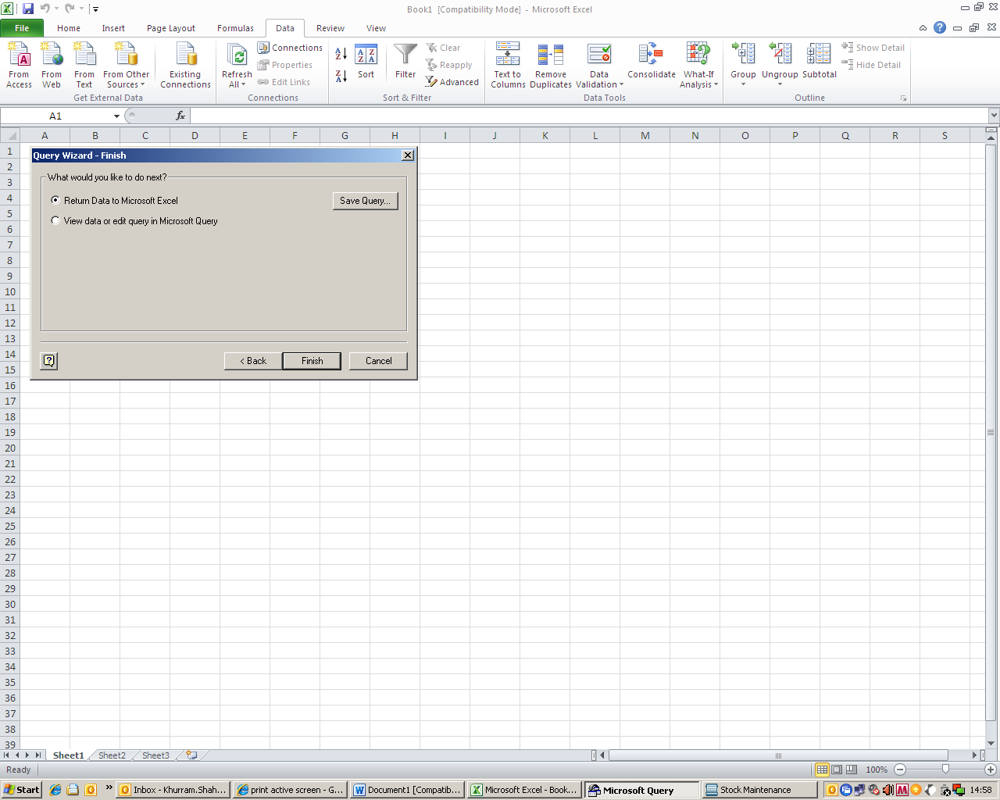 Book1  [Compatibility Mode]  -  Microsoft Excel
File Home Insert Page Layout Formulas Data Review View
From Access
From Web
From Text
From Other Sources
Existing Connections
Get External Data
Refresh All
Connections
Properties
Edit Links
Connections
Sort
Filter
Clear
Reapply
Advanced
Sort & Filter
Text to Columns
Remove Duplicates
Data Validation
Consolidate
What-If Analysis
Data Tools
Group
Ungroup
Subtotal
Show Detail
Hide Detail
Outline
A1 fx
A B C D E F G H I J K L M N O P Q R S
1
2
3
4
5
6
7
8
9
10
11
12
13
14
15
16
17
18
19
20
21
22
23
24
25
26
27
28
29
30
31
32
33
34
35
36
37
38
39
Query Wizard - Finish
What would you like to do next?
Return Data to Microsoft Excel
Save Query...
View data or edit query in Microsoft Query
< Back Finish Cancel
Sheet1 Sheet2 Sheet3
Ready 100%
Start Inbox - Khurram.Shah... print active screen - G... Document1 [Compatib... Microsoft Excel - Book... Microsoft Query Stock Maintenance 14:58